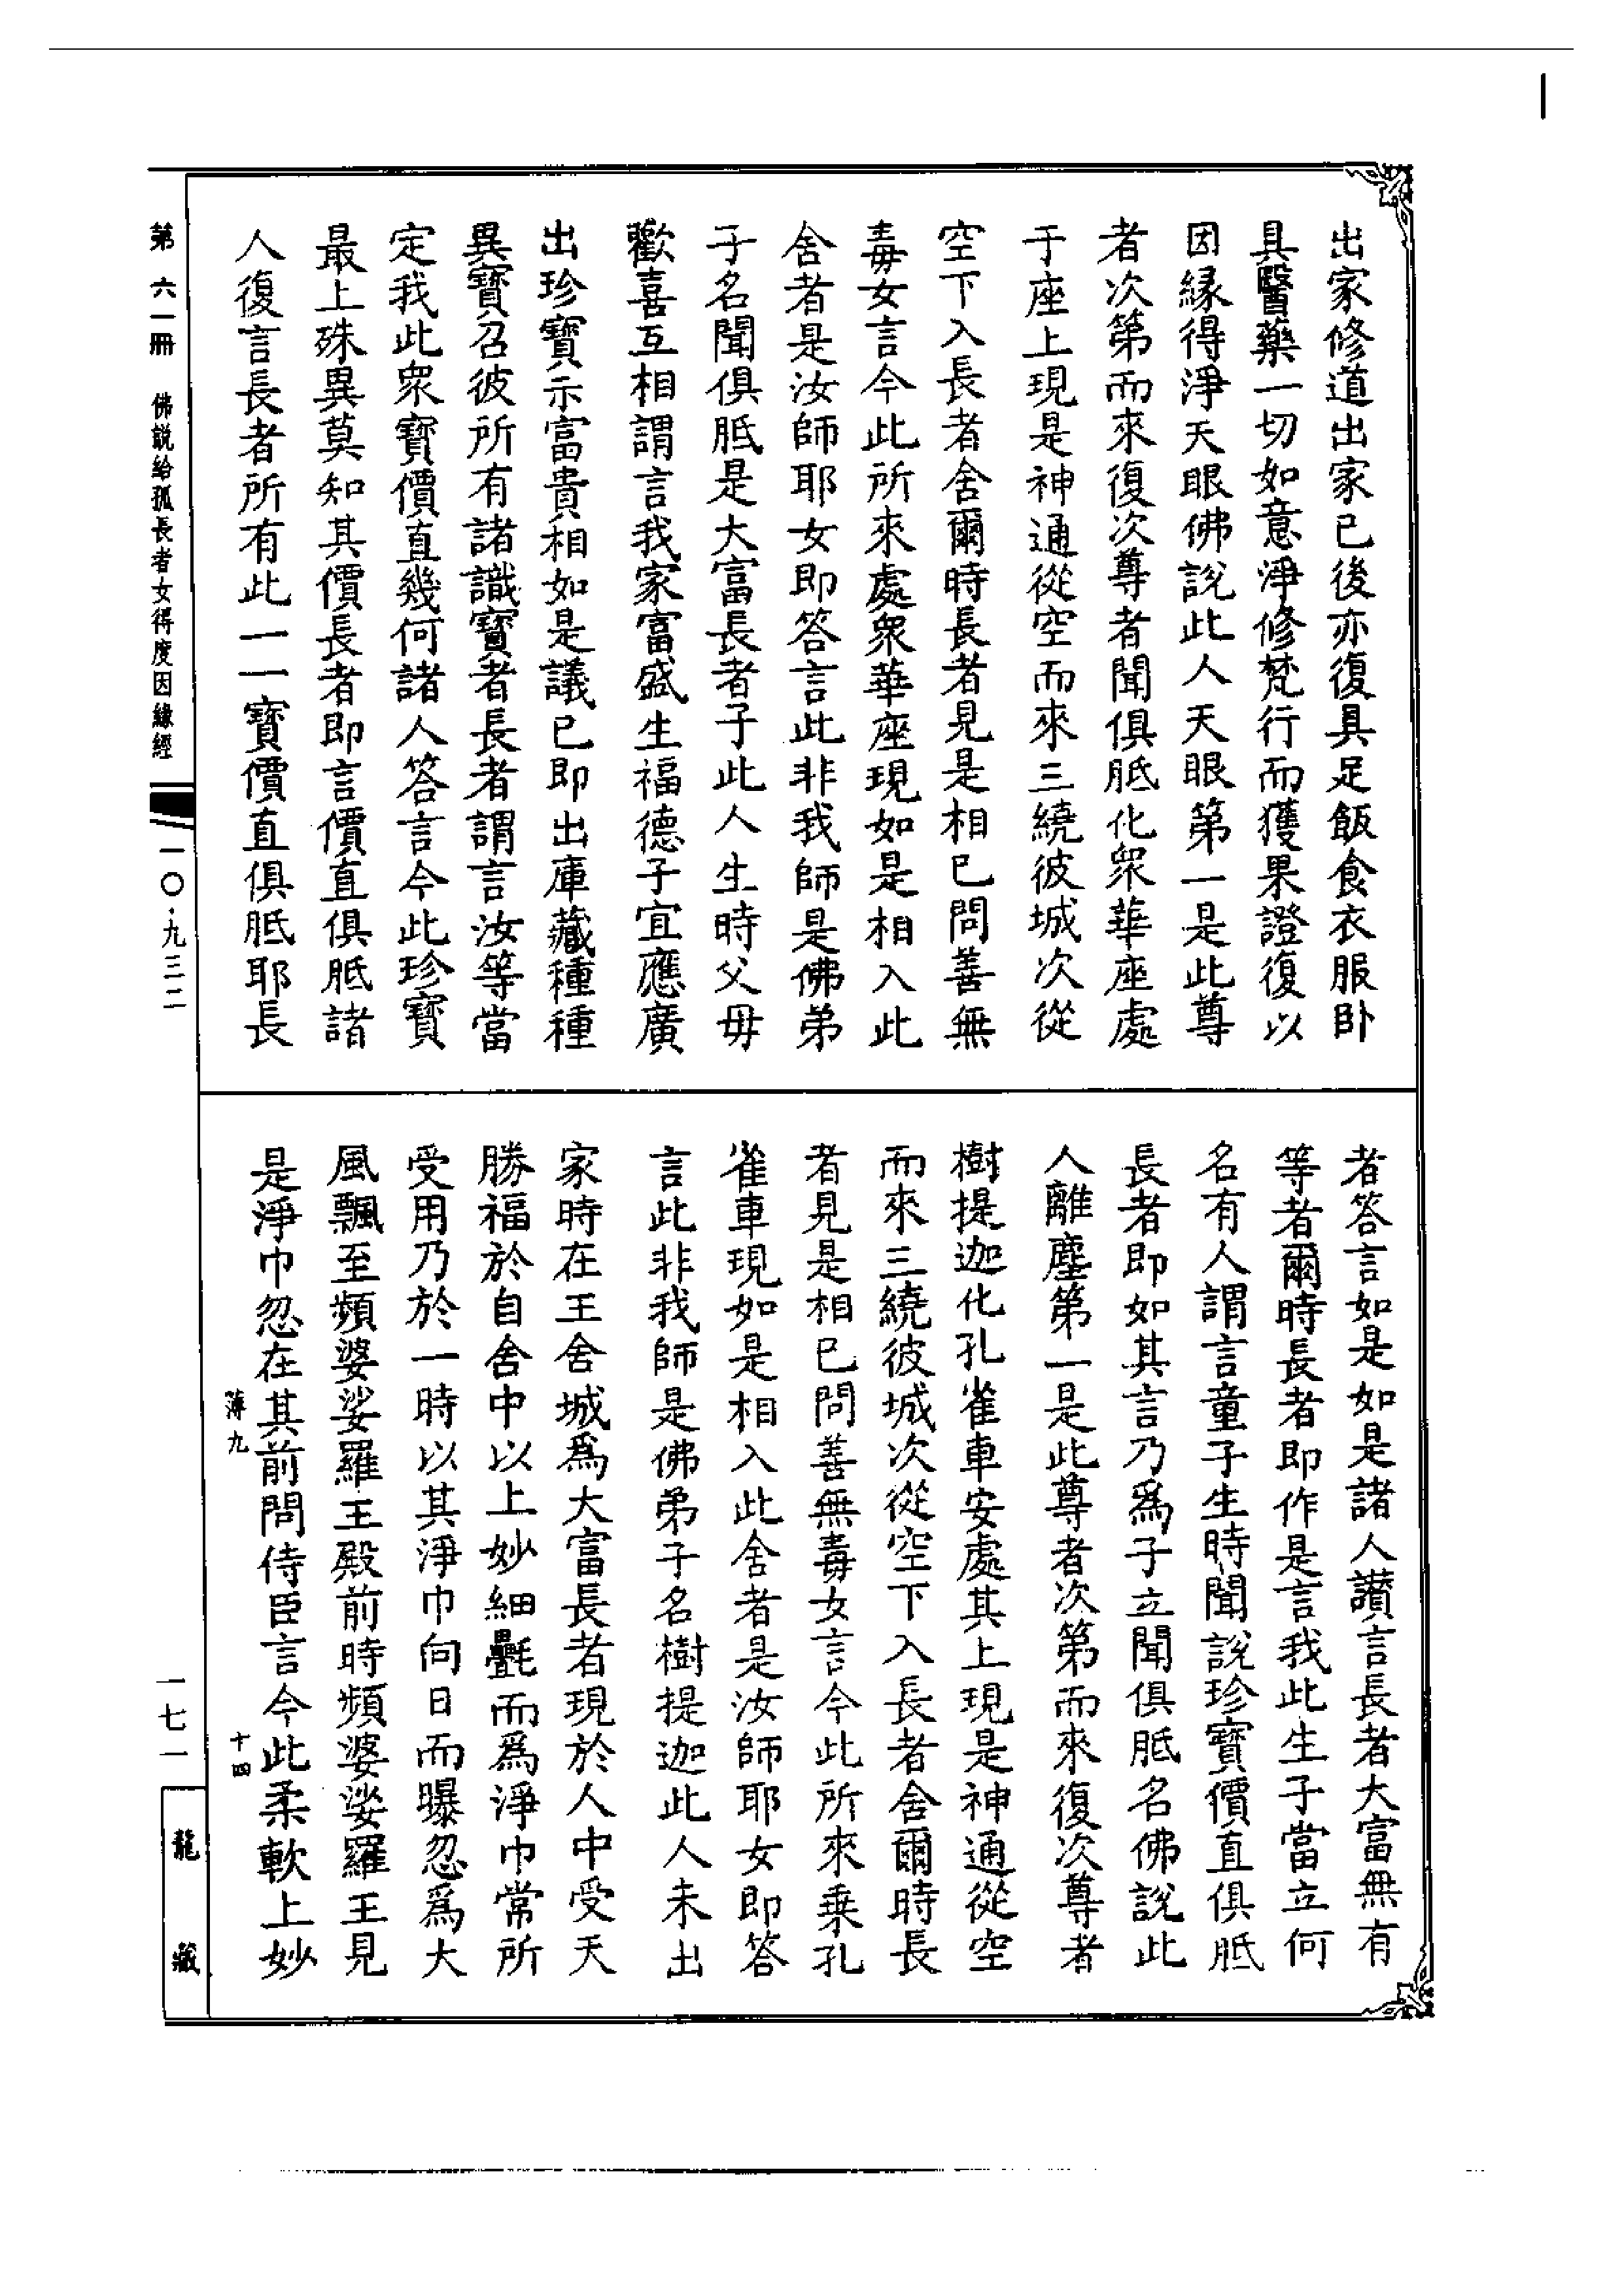 出家修道出家已後亦復具足飯食衣服卧
具醫藥一切如意淨修梵行而獲果證復以
因緣得淨天眼佛說此人天眼第一是此尊
者次第而來復次尊者聞俱胝化衆華座處
于座上現是神通從空而來三繞彼城次從
空下入長者舍爾時長者見是相已問善無
毒女言今此所來處衆華座現如是相入此
舍者是汝師耶女即答言此非我師是佛弟
子名聞俱胝是大富長者子此人生時父母
歡喜互相謂言我家富盛生福德子宜應廣
出珍寶示富貴相如是議已即出庫藏種種
異寶召彼所有諸識寶者長者謂言汝等當
定我此衆寶價直幾何諸人答言今此珍寶
最上殊異莫知其價長者即言價直俱胝諸
人復言長者所有此一一寶價直俱胝耶長
者答言如是如是諸人讚言長者大富無有
等者爾時長者即作是言我此生子當立何
名有人謂言童子生時聞說珍寶價直俱胝
長者即如其言乃爲子立聞俱胝名佛說此
人離塵第一是此尊者次第而來復次尊者
樹提迦化孔雀車安處其上現是神通從空
而來三繞彼城次從空下入長者舍爾時長
者見是相已問善無毒女言今此所來乗孔
雀車現如是相入此舍者是汝師耶女即答
言此非我師是佛弟子名樹提迦此人未出
家時在王舍城爲大富長者現於人中受天
勝福於自舍中以上妙細㲲而爲淨巾常所
受用乃於一時以其淨巾向日而曝忽爲大
風飄至頻婆娑羅王殿前時頻婆娑羅王見
是淨巾忽在其前問侍臣言今此柔軟上妙
薄九
十四
第六一冊 佛説給孤長者女得度因緣經
一〇·九三二
一七一
龍藏